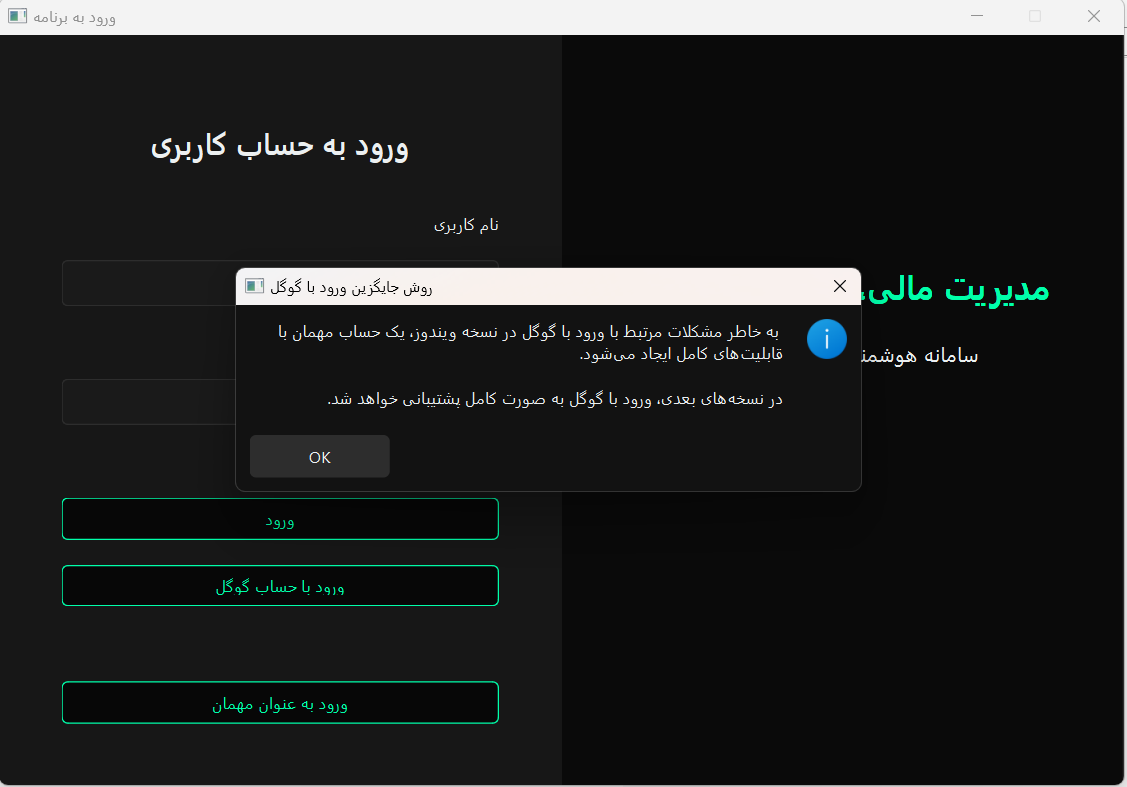 ورود به برنامه
ورود به حساب کاربری
نام کاربری
مدیریت مالی
سامانه
روش جایگزین ورود با گوگل
به خاطر مشکلات مرتبط با ورود با گوگل در نسخه ویندوز، یک حساب مهمان با
قابلیت‌های کامل ایجاد می‌شود.
در نسخه‌های بعدی، ورود با گوگل به صورت کامل پشتیبانی خواهد شد.
OK
ورود
ورود با حساب گوگل
ورود به عنوان مهمان